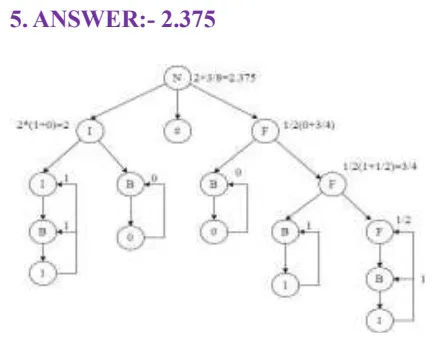 5. ANSWER:- 2.375
N 2+3/8=2.375
2*(1+0)=2 I # F 1/2(0+3/4)
1/2(1+1/2)=3/4
I 1 B 0 B 0 F
B 1 0 0 B 1 F 1/2
1 1 B 1
1